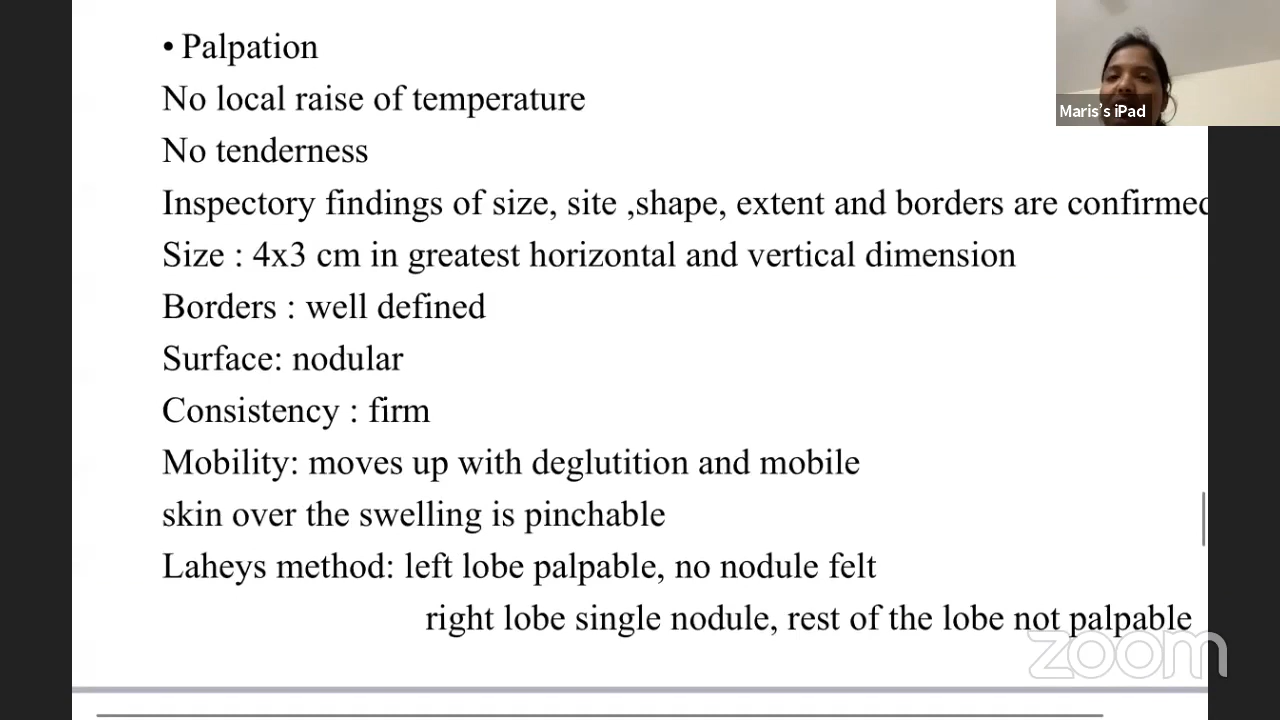 • Palpation
Maris's iPad
No local raise of temperature
No tenderness
Inspectory findings of size, site ,shape, extent and borders are confirmed
Size : 4x3 cm in greatest horizontal and vertical dimension
Borders : well defined
Surface: nodular
Consistency : firm
Mobility: moves up with deglutition and mobile
skin over the swelling is pinchable
Laheys method: left lobe palpable, no nodule felt
right lobe single nodule, rest of the lobe not palpable
zoom